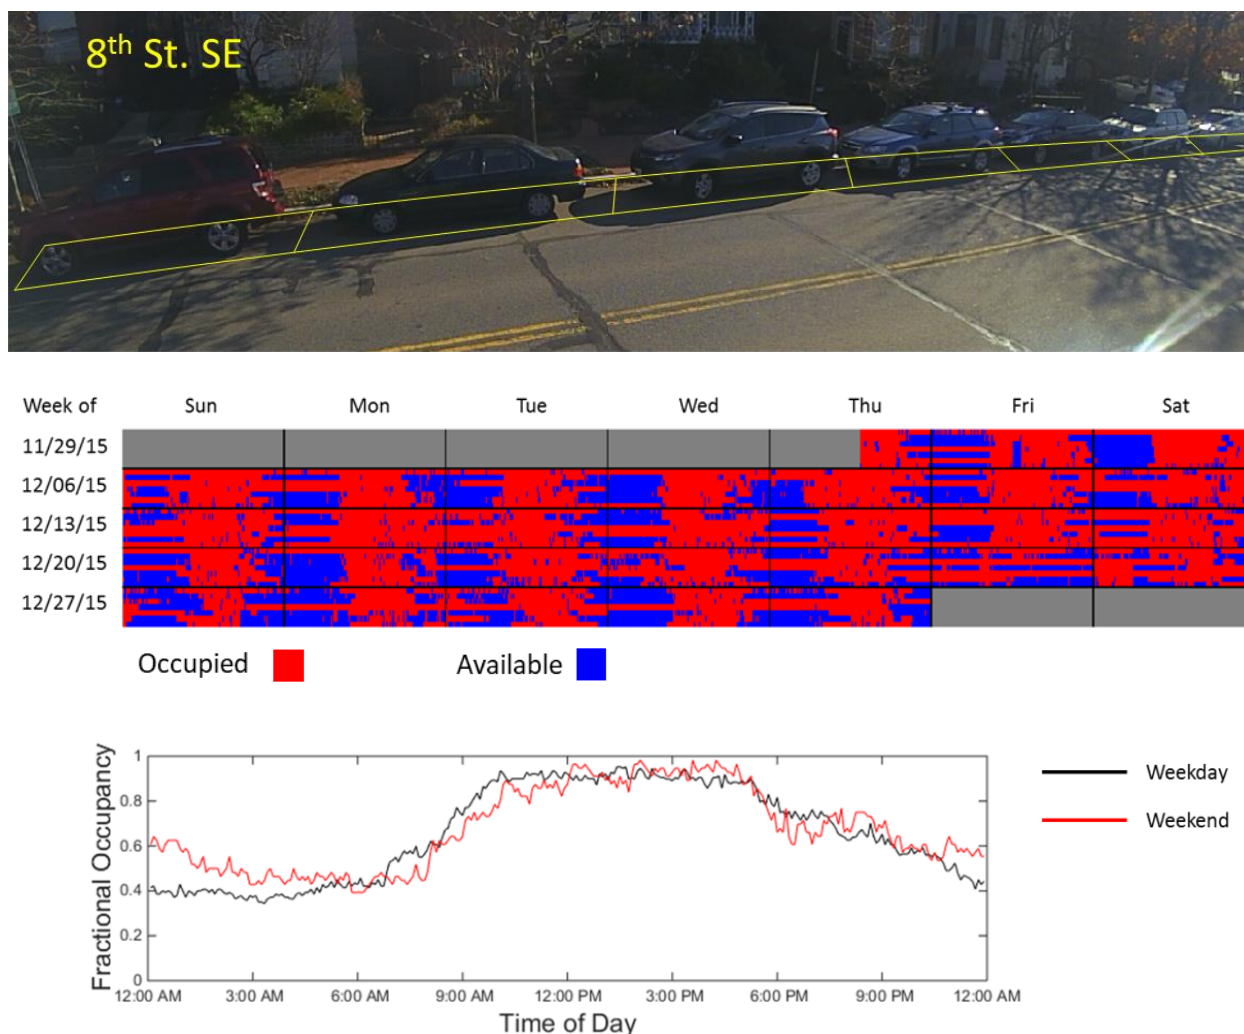 8th St. SE
Week of Sun Mon Tue Wed Thu Fri Sat
11/29/15
12/06/15
12/13/15
12/20/15
12/27/15
Occupied Available
Fractional Occupancy
1
0.8
0.6
0.4
0.2
0
12:00 AM 3:00 AM 6:00 AM 9:00 AM 12:00 PM 3:00 PM 6:00 PM 9:00 PM 12:00 AM
Time of Day
Weekday
Weekend